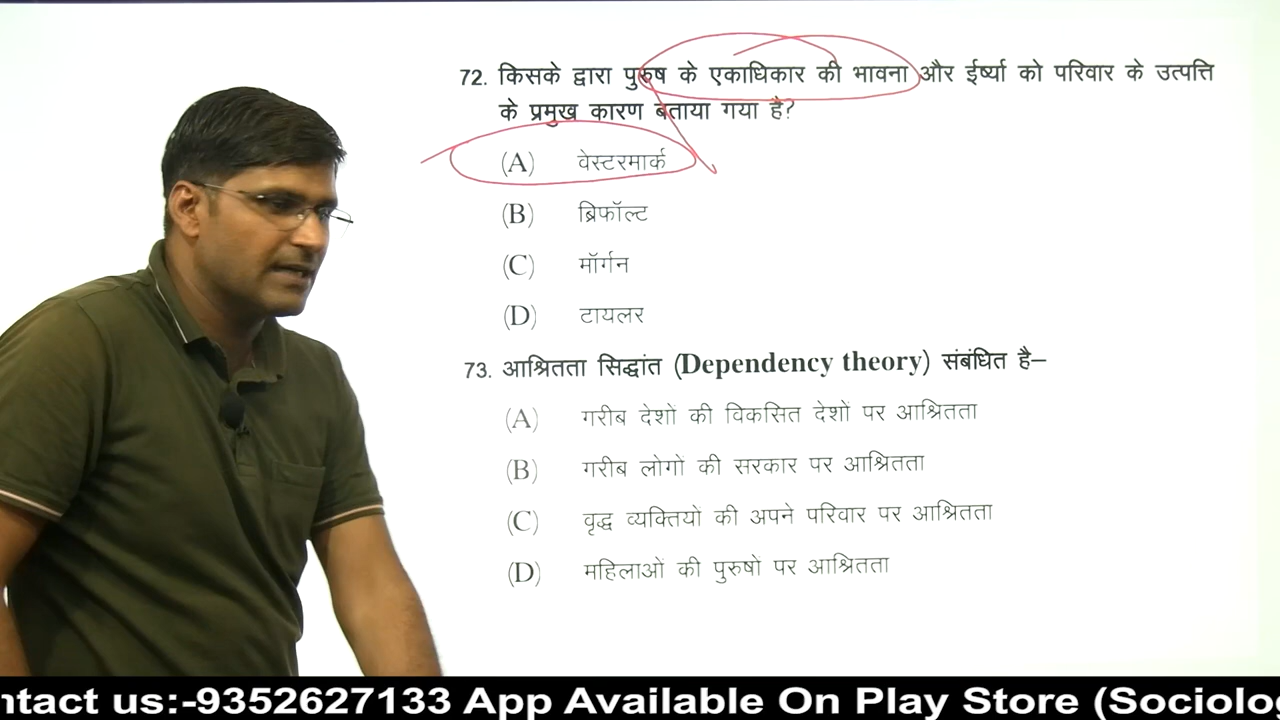 72. किसके द्वारा पुरुष के एकाधिकार की भावना और ईर्ष्या को परिवार के उत्पत्ति
के प्रमुख कारण बताया गया है?
(A) वेस्टरमार्क
(B) ब्रिफॉल्ट
(C) मॉर्गन
(D) टायलर
73. आश्रितता सिद्धांत (Dependency theory) संबंधित है–
(A) गरीब देशों की विकसित देशों पर आश्रितता
(B) गरीब लोगों की सरकार पर आश्रितता
(C) वृद्ध व्यक्तियों की अपने परिवार पर आश्रितता
(D) महिलाओं की पुरुषों पर आश्रितता
ntact us:-9352627133 App Available On Play Store (Sociolo